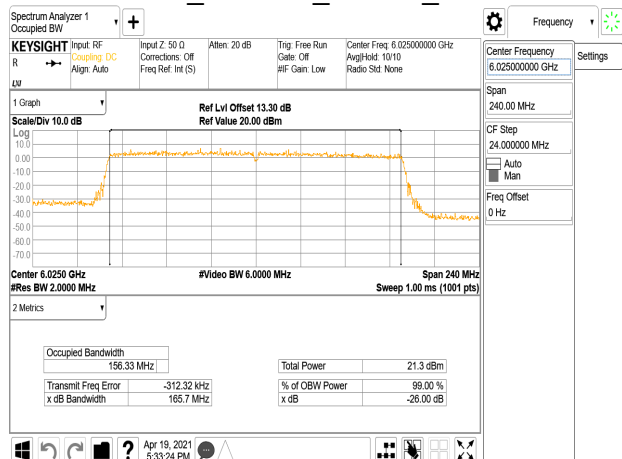 Spectrum Analyzer 1
Occupied BW
+
Frequency
KEYSIGHT
R
Input: RF
Coupling: DC
Align: Auto
Input Z: 50 Ω
Corrections: Off
Freq Ref: Int (S)
Atten: 20 dB
Trig: Free Run
Gate: Off
#IF Gain: Low
Center Freq: 6.025000000 GHz
Avg|Hold: 10/10
Radio Std: None
Center Frequency
6.025000000 GHz
Settings
Span
240.00 MHz
CF Step
24.000000 MHz
Auto
Man
Freq Offset
0 Hz
1 Graph
Scale/Div 10.0 dB
Ref Lvl Offset 13.30 dB
Ref Value 20.00 dBm
Log
10.0
0.00
-10.0
-20.0
-30.0
-40.0
-50.0
-60.0
-70.0
Center 6.0250 GHz
#Video BW 6.0000 MHz
Span 240 MHz
#Res BW 2.0000 MHz
Sweep 1.00 ms (1001 pts)
2 Metrics
Occupied Bandwidth
156.33 MHz
Total Power
21.3 dBm
Transmit Freq Error
-312.32 kHz
% of OBW Power
99.00 %
x dB Bandwidth
165.7 MHz
x dB
-26.00 dB
?
Apr 19, 2021
5:33:24 PM